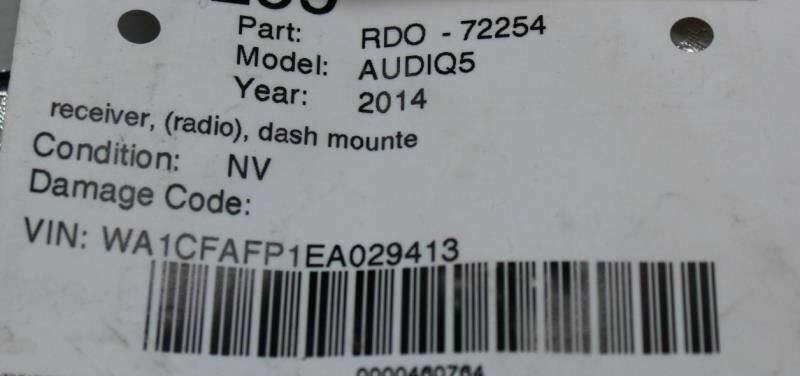 Part: RDO - 72254
Model: AUDIQ5
Year: 2014
receiver, (radio), dash mounte
Condition: NV
Damage Code:
VIN: WA1CFAFP1EA029413